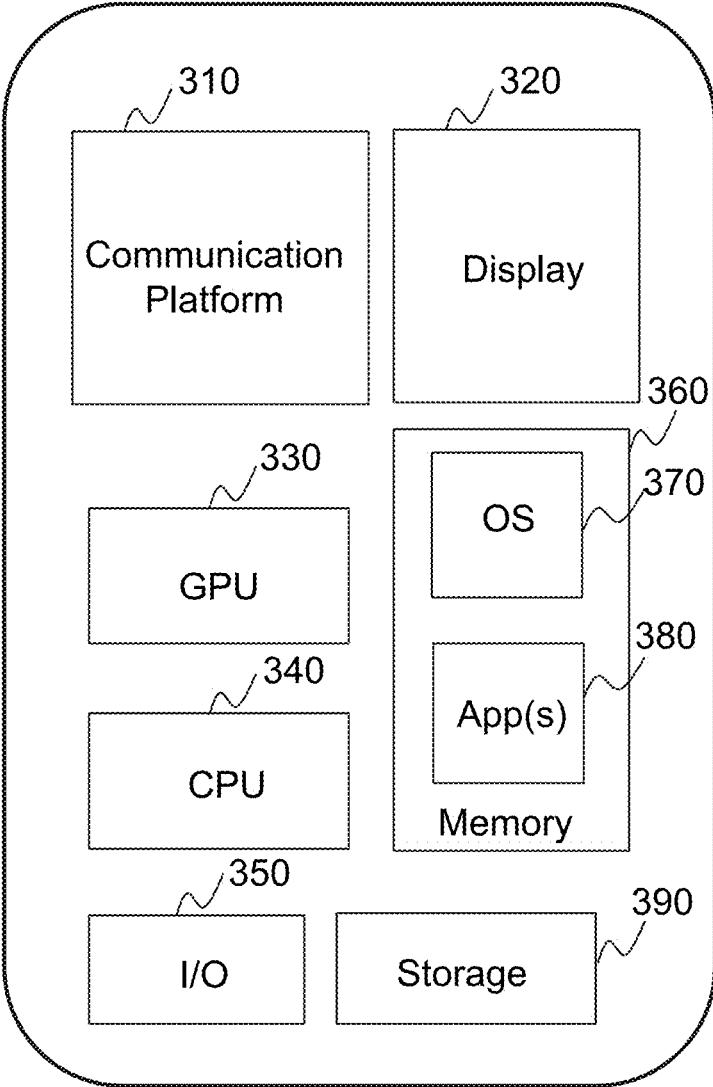 310
320
Communication
Platform
Display
360
330
370
OS
GPU
380
340
App(s)
CPU
Memory
350
390
I/O
Storage